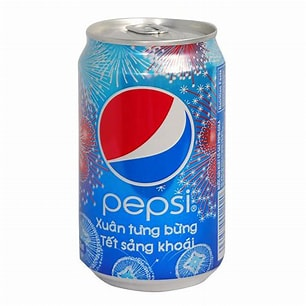 pepsi
Xuân tưng bừng
Tết sảng khoái